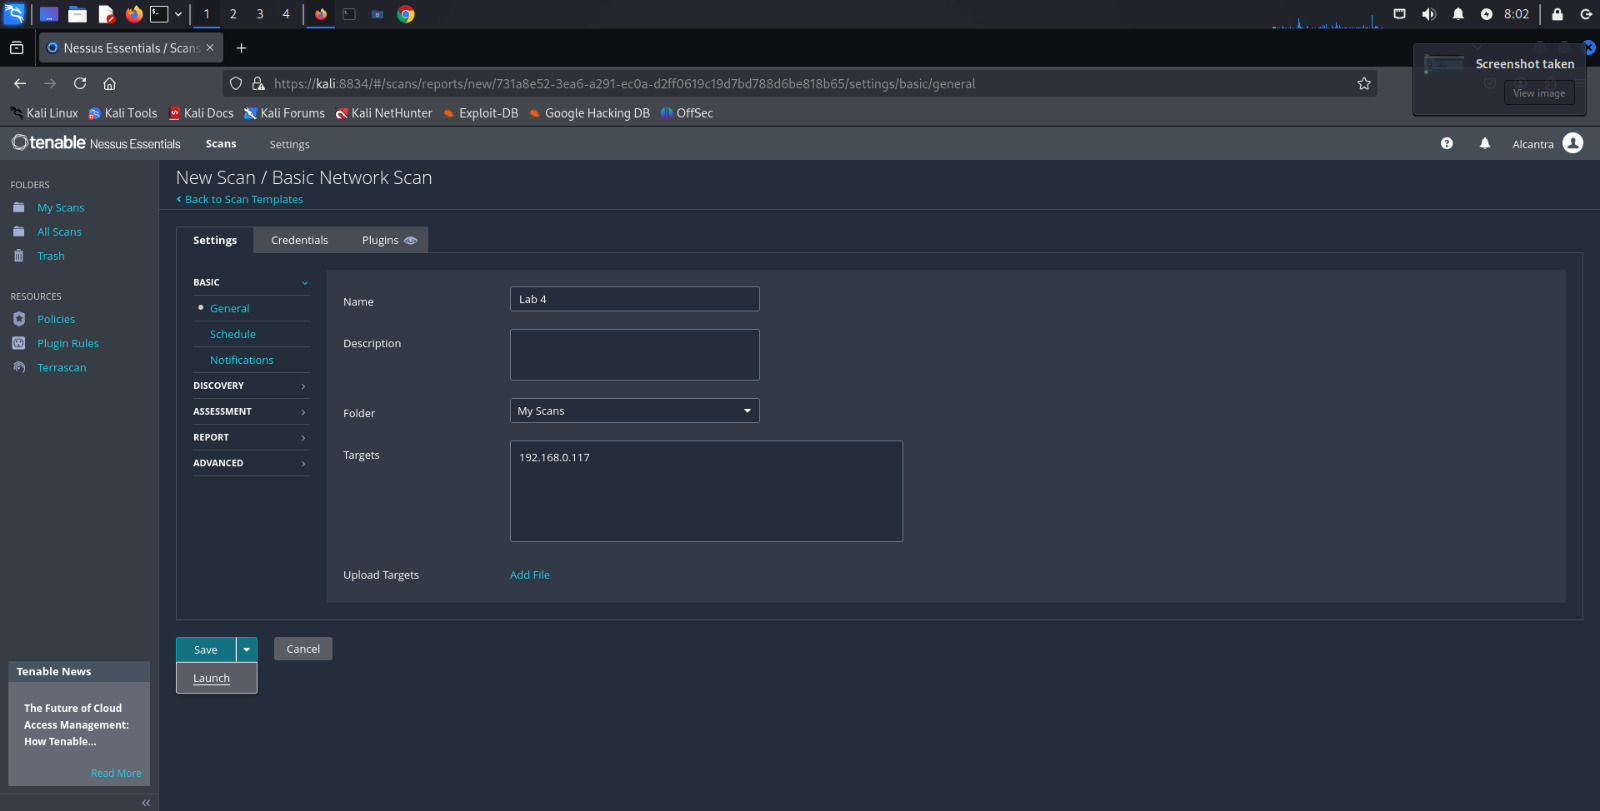 1 2 3 4 8:02
Nessus Essentials / Scans
Screenshot taken
View image
https://kali:8834/#/scans/reports/new/731a8e52-3ea6-a291-ec0a-d2ff0619c19d7bd788d6be818b65/settings/basic/general
Kali Linux Kali Tools Kali Docs Kali Forums Kali NetHunter Exploit-DB Google Hacking DB OffSec
tenable Nessus Essentials Scans Settings Alcantra
FOLDERS
My Scans
All Scans
Trash
RESOURCES
Policies
Plugin Rules
Terrascan
Tenable News
The Future of Cloud
Access Management:
How Tenable...
Read More
New Scan / Basic Network Scan
Back to Scan Templates
Settings Credentials Plugins
BASIC
General
Schedule
Notifications
DISCOVERY
ASSESSMENT
REPORT
ADVANCED
Name Lab 4
Description
Folder My Scans
Targets 192.168.0.117
Upload Targets Add File
Save Cancel
Launch